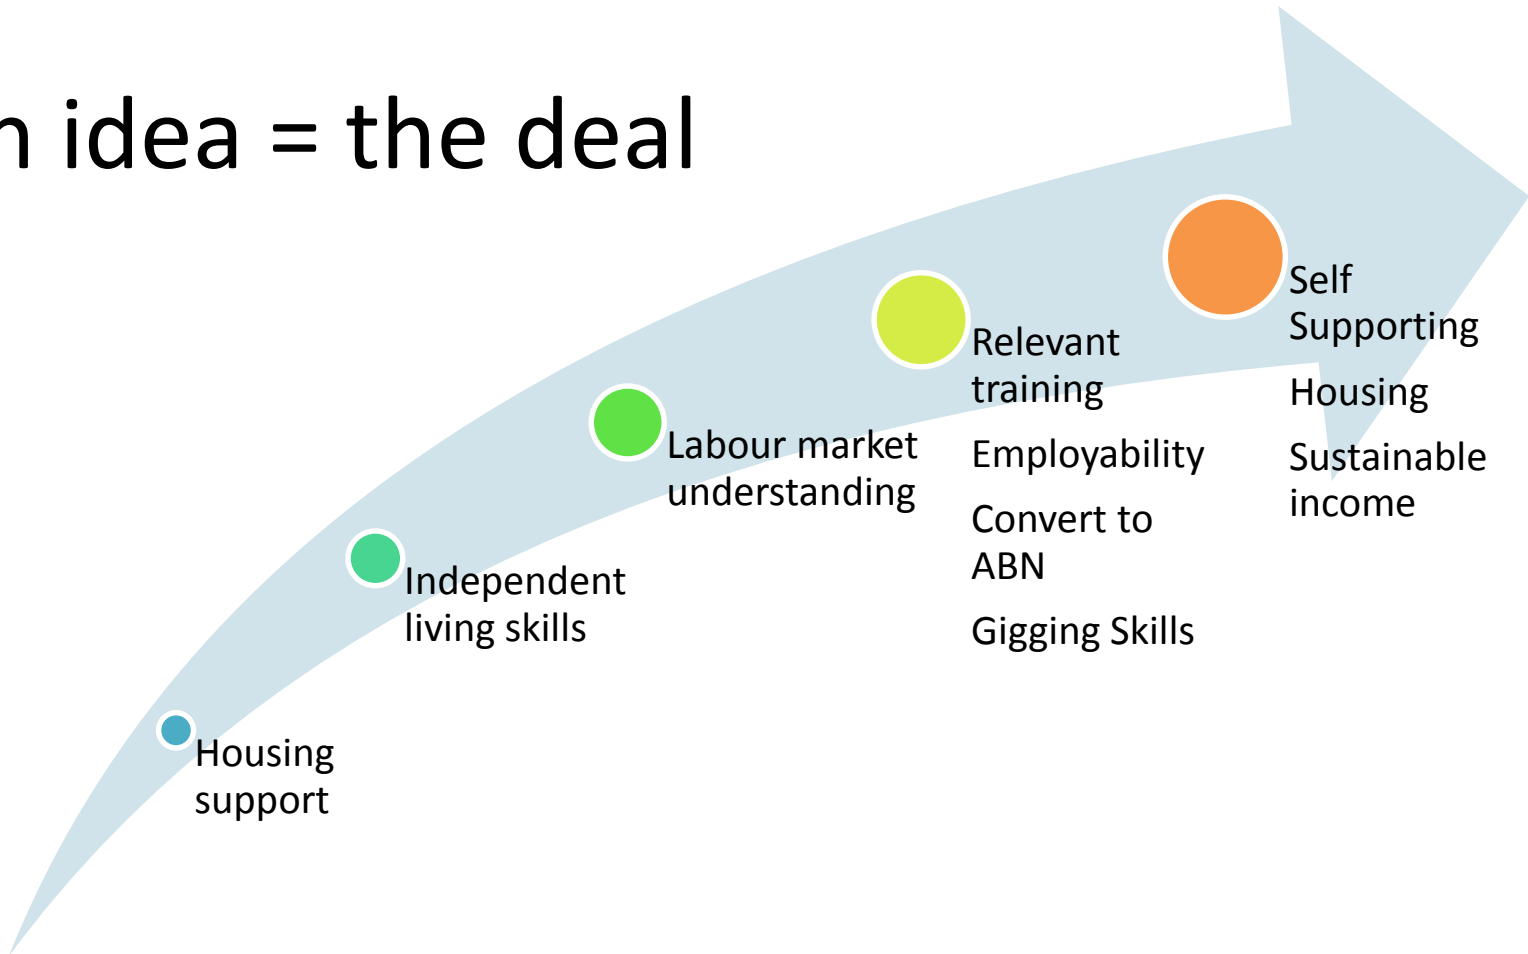 n idea = the deal
Self
Supporting
Housing
Sustainable
income
Relevant
training
Employability
Convert to
ABN
Gigging Skills
Labour market
understanding
Independent
living skills
Housing
support